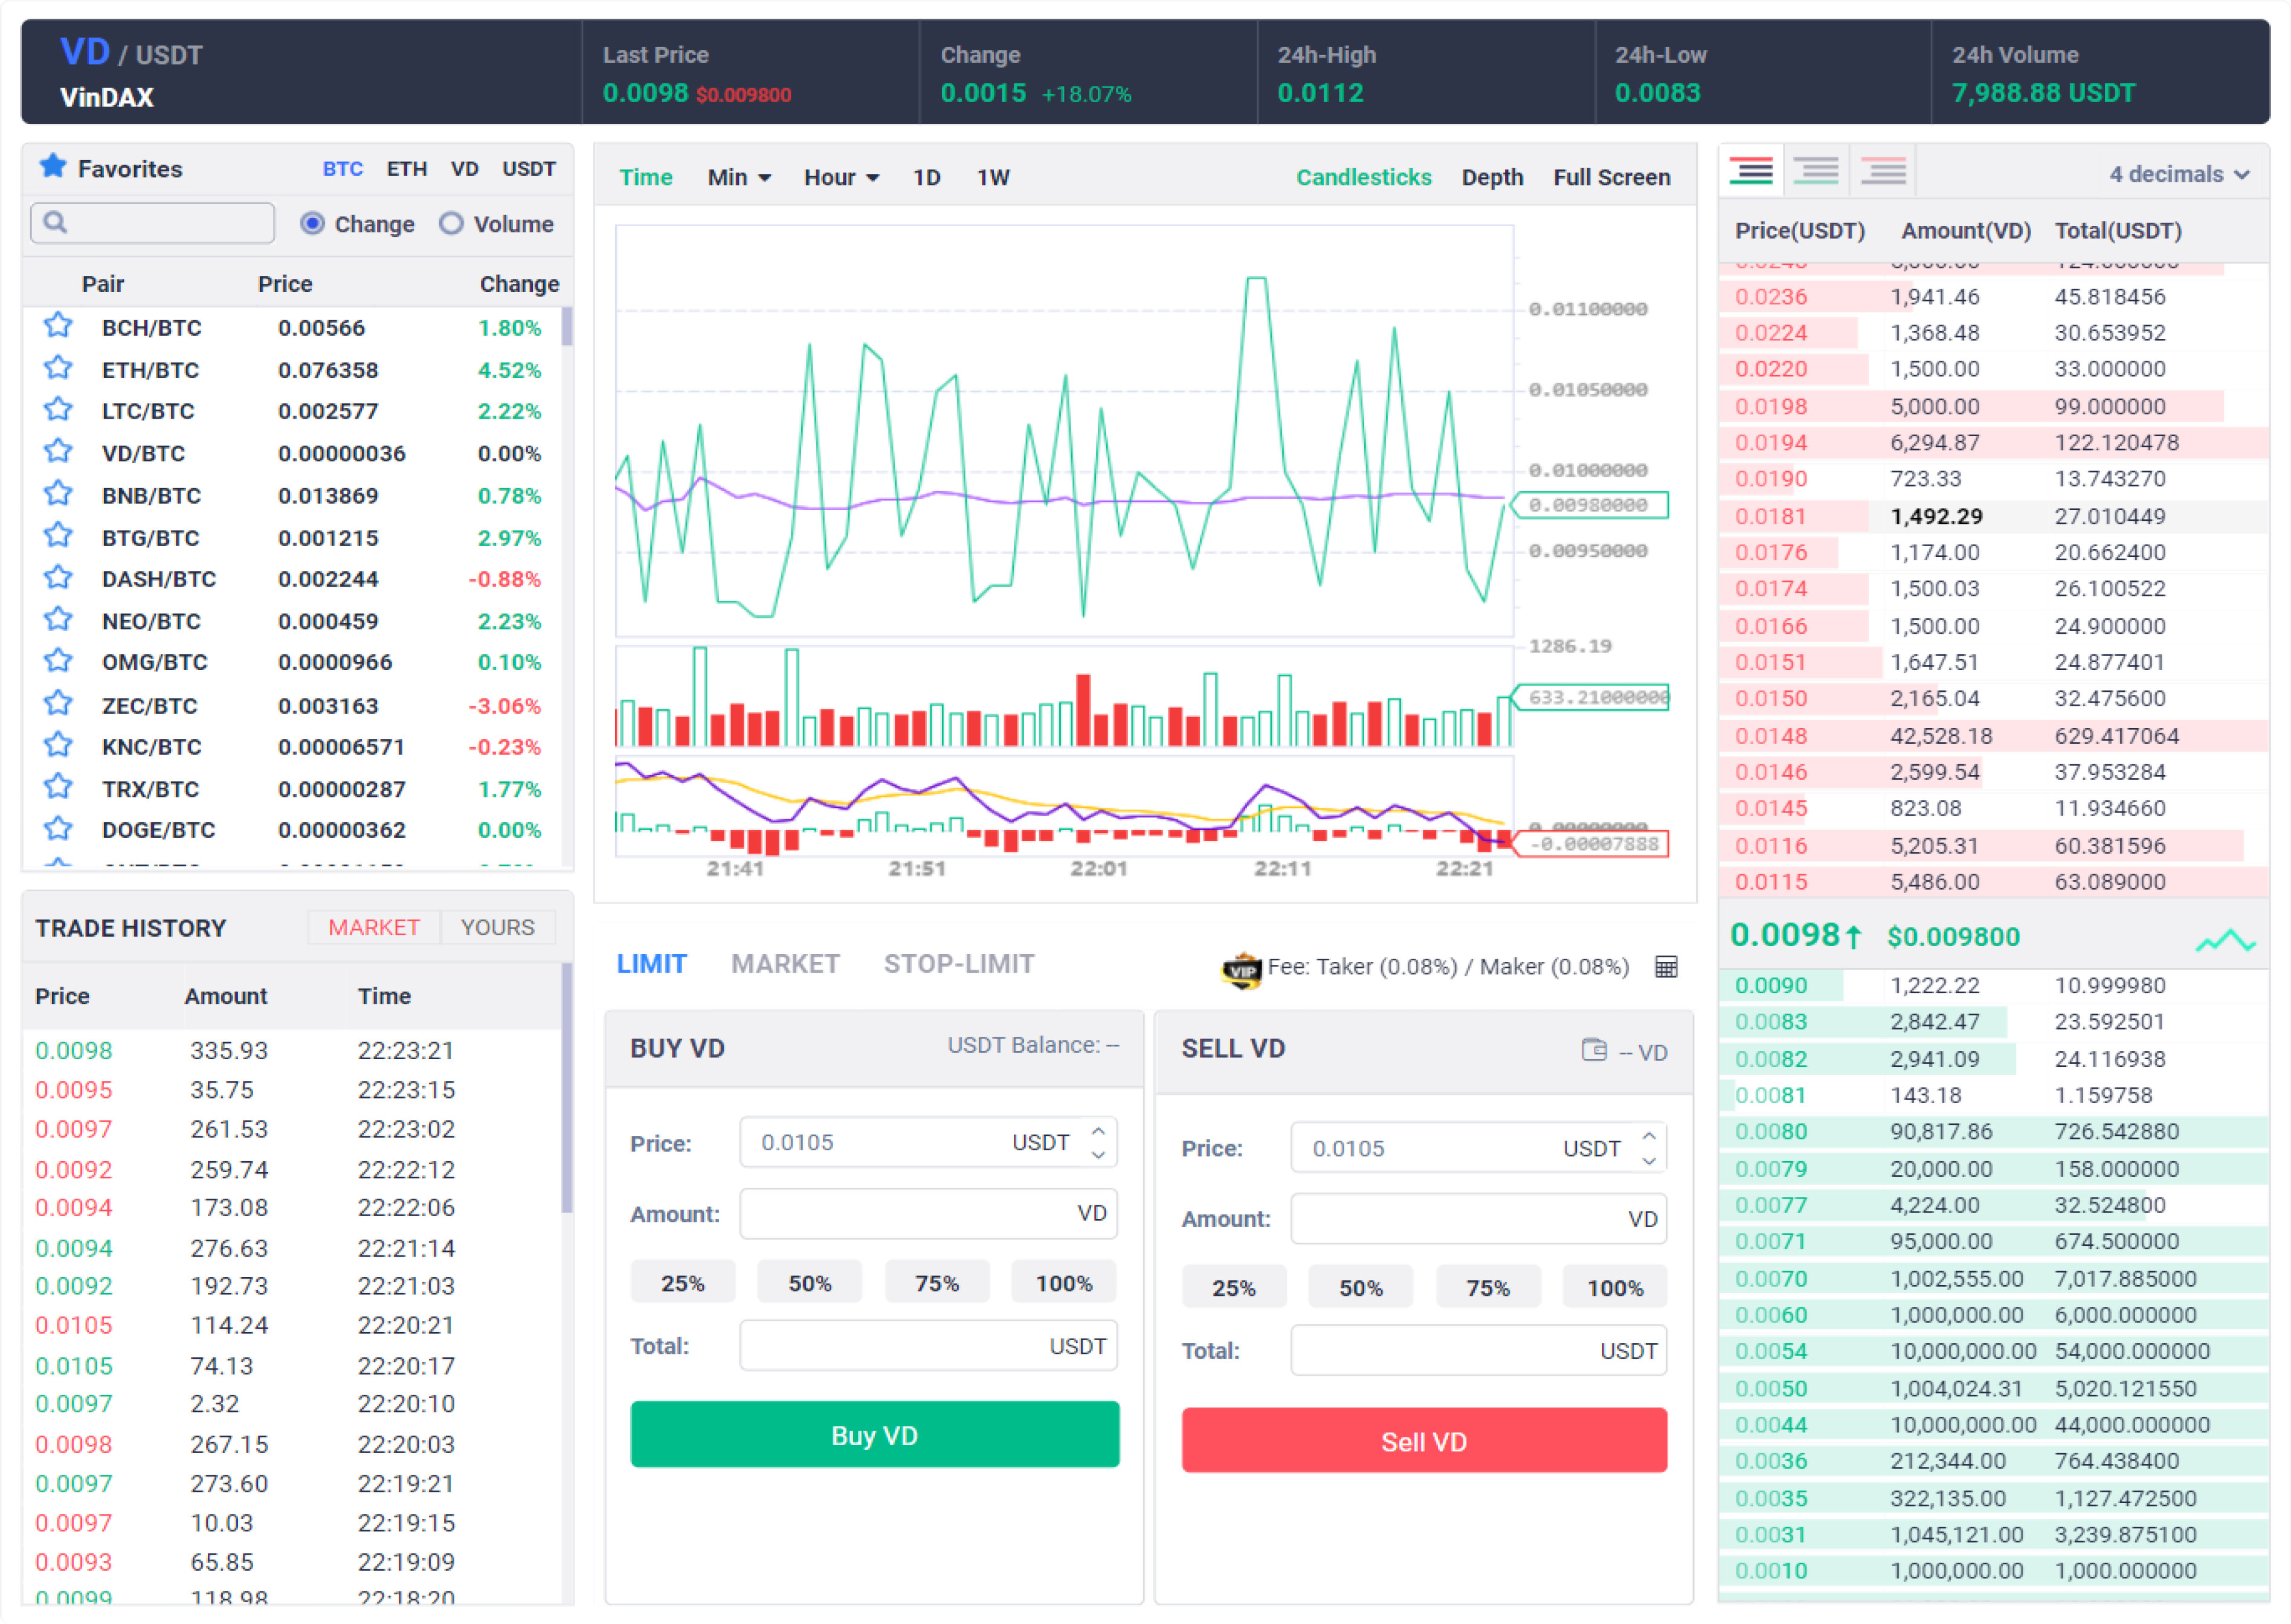 VD / USDT
VinDAX
Last Price
0.0098 $0.009800
Change
0.0015 +18.07%
24h-High
0.0112
24h-Low
0.0083
24h Volume
7,988.88 USDT
Favorites BTC ETH VD USDT
Change Volume
Pair Price Change
BCH/BTC 0.00566 1.80%
ETH/BTC 0.076358 4.52%
LTC/BTC 0.002577 2.22%
VD/BTC 0.00000036 0.00%
BNB/BTC 0.013869 0.78%
BTG/BTC 0.001215 2.97%
DASH/BTC 0.002244 -0.88%
NEO/BTC 0.000459 2.23%
OMG/BTC 0.0000966 0.10%
ZEC/BTC 0.003163 -3.06%
KNC/BTC 0.00006571 -0.23%
TRX/BTC 0.00000287 1.77%
DOGE/BTC 0.00000362 0.00%
TRADE HISTORY MARKET YOURS
Price Amount Time
0.0098 335.93 22:23:21
0.0095 35.75 22:23:15
0.0097 261.53 22:23:02
0.0092 259.74 22:22:12
0.0094 173.08 22:22:06
0.0094 276.63 22:21:14
0.0092 192.73 22:21:03
0.0105 114.24 22:20:21
0.0105 74.13 22:20:17
0.0097 2.32 22:20:10
0.0098 267.15 22:20:03
0.0097 273.60 22:19:21
0.0097 10.03 22:19:15
0.0093 65.85 22:19:09
0.0099 118.98 22:18:20
Time Min Hour 1D 1W Candlesticks Depth Full Screen
0.01100000
0.01050000
0.01000000
0.00980000
0.00950000
1286.19
633.21000000
0.00000000
-0.00007888
21:41 21:51 22:01 22:11 22:21
LIMIT MARKET STOP-LIMIT
VIP Fee: Taker (0.08%) / Maker (0.08%)
BUY VD USDT Balance: --
Price: 0.0105 USDT
Amount: VD
25% 50% 75% 100%
Total: USDT
Buy VD
SELL VD -- VD
Price: 0.0105 USDT
Amount: VD
25% 50% 75% 100%
Total: USDT
Sell VD
4 decimals
Price(USDT) Amount(VD) Total(USDT)
0.0236 1,941.46 45.818456
0.0224 1,368.48 30.653952
0.0220 1,500.00 33.000000
0.0198 5,000.00 99.000000
0.0194 6,294.87 122.120478
0.0190 723.33 13.743270
0.0181 1,492.29 27.010449
0.0176 1,174.00 20.662400
0.0174 1,500.03 26.100522
0.0166 1,500.00 24.900000
0.0151 1,647.51 24.877401
0.0150 2,165.04 32.475600
0.0148 42,528.18 629.417064
0.0146 2,599.54 37.953284
0.0145 823.08 11.934660
0.0116 5,205.31 60.381596
0.0115 5,486.00 63.089000
0.0098↑ $0.009800
0.0090 1,222.22 10.999980
0.0083 2,842.47 23.592501
0.0082 2,941.09 24.116938
0.0081 143.18 1.159758
0.0080 90,817.86 726.542880
0.0079 20,000.00 158.000000
0.0077 4,224.00 32.524800
0.0071 95,000.00 674.500000
0.0070 1,002,555.00 7,017.885000
0.0060 1,000,000.00 6,000.000000
0.0054 10,000,000.00 54,000.000000
0.0050 1,004,024.31 5,020.121550
0.0044 10,000,000.00 44,000.000000
0.0036 212,344.00 764.438400
0.0035 322,135.00 1,127.472500
0.0031 1,045,121.00 3,239.875100
0.0010 1,000,000.00 1,000.000000